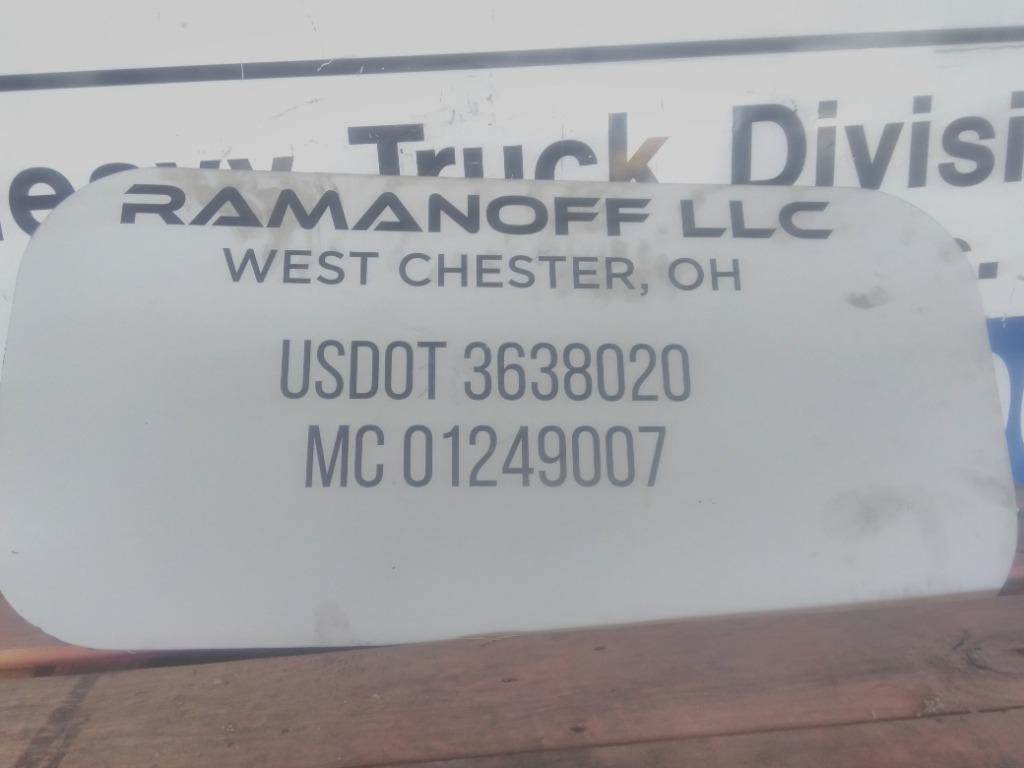 Truck Divisi
RAMANOFF LLC
WEST CHESTER, OH
USDOT 3638020
MC 01249007